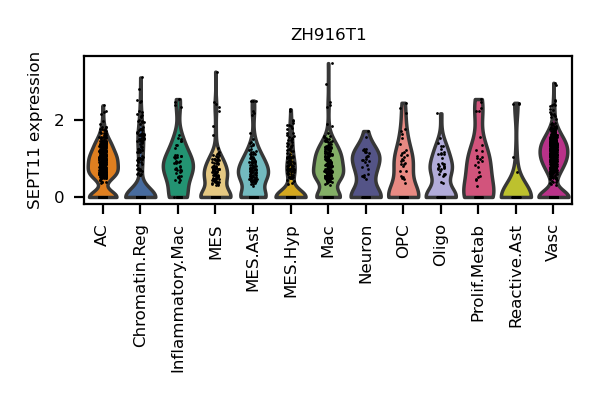 ZH916T1
SEPT11 expression
2
0
AC
Chromatin.Reg
Inflammatory.Mac
MES
MES.Ast
MES.Hyp
Mac
Neuron
OPC
Oligo
Prolif.Metab
Reactive.Ast
Vasc